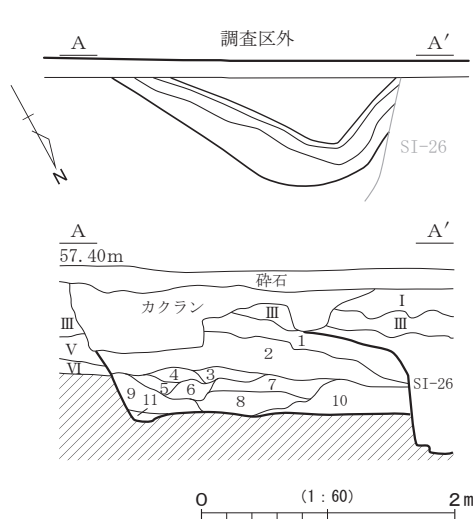 A 調査区外 A′
SI-26
N
A A′
57.40m
砕石
カクラン Ⅲ Ⅰ
Ⅲ Ⅲ
1
Ⅴ 2
Ⅵ SI-26
4 3
5 6 7
9 11 8 10
0 (1：60) 2m